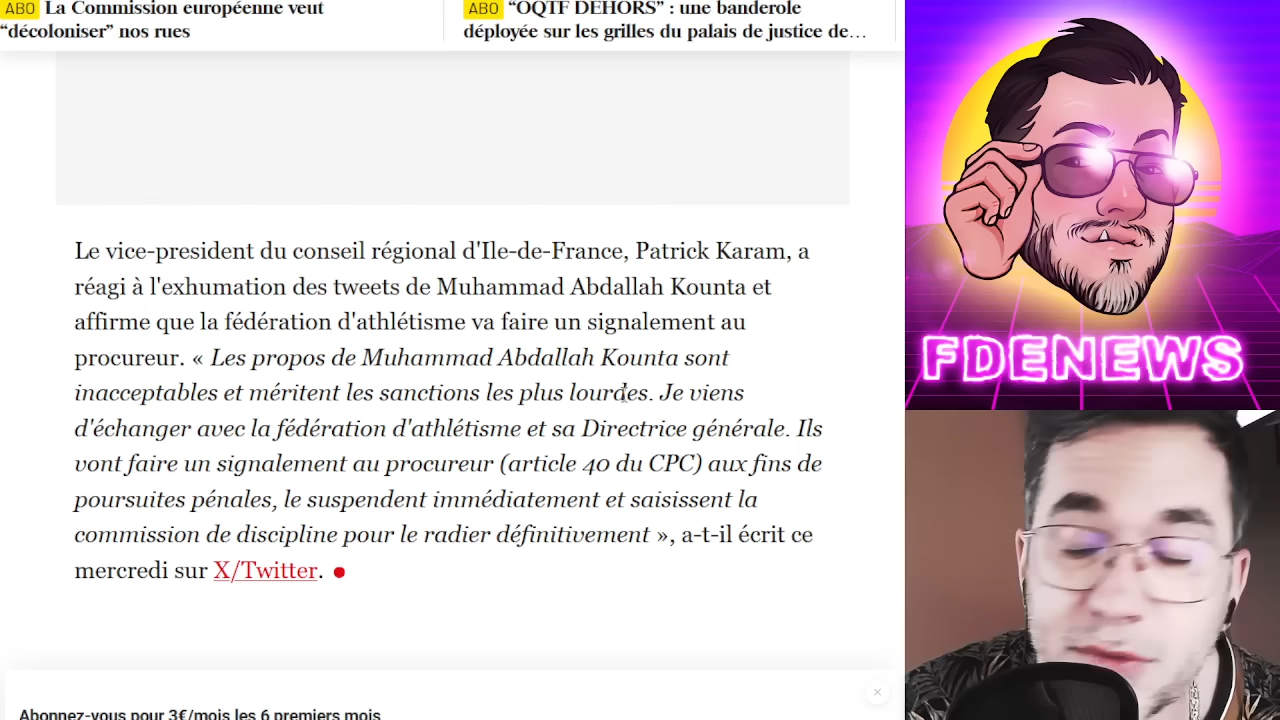 ABO La Commission européenne veut
“décoloniser” nos rues
ABO “OQTF DEHORS” : une banderole
déployée sur les grilles du palais de justice de…
Le vice-président du conseil régional d'Ile-de-France, Patrick Karam, a
réagi à l'exhumation des tweets de Muhammad Abdallah Kounta et
affirme que la fédération d'athlétisme va faire un signalement au
procureur. « Les propos de Muhammad Abdallah Kounta sont
inacceptables et méritent les sanctions les plus lourdes. Je viens
d'échanger avec la fédération d'athlétisme et sa Directrice générale. Ils
vont faire un signalement au procureur (article 40 du CPC) aux fins de
poursuites pénales, le suspendent immédiatement et saisissent la
commission de discipline pour le radier définitivement », a-t-il écrit ce
mercredi sur X/Twitter.
Abonnez-vous pour 3€/mois les 6 premiers mois
FDENEWS